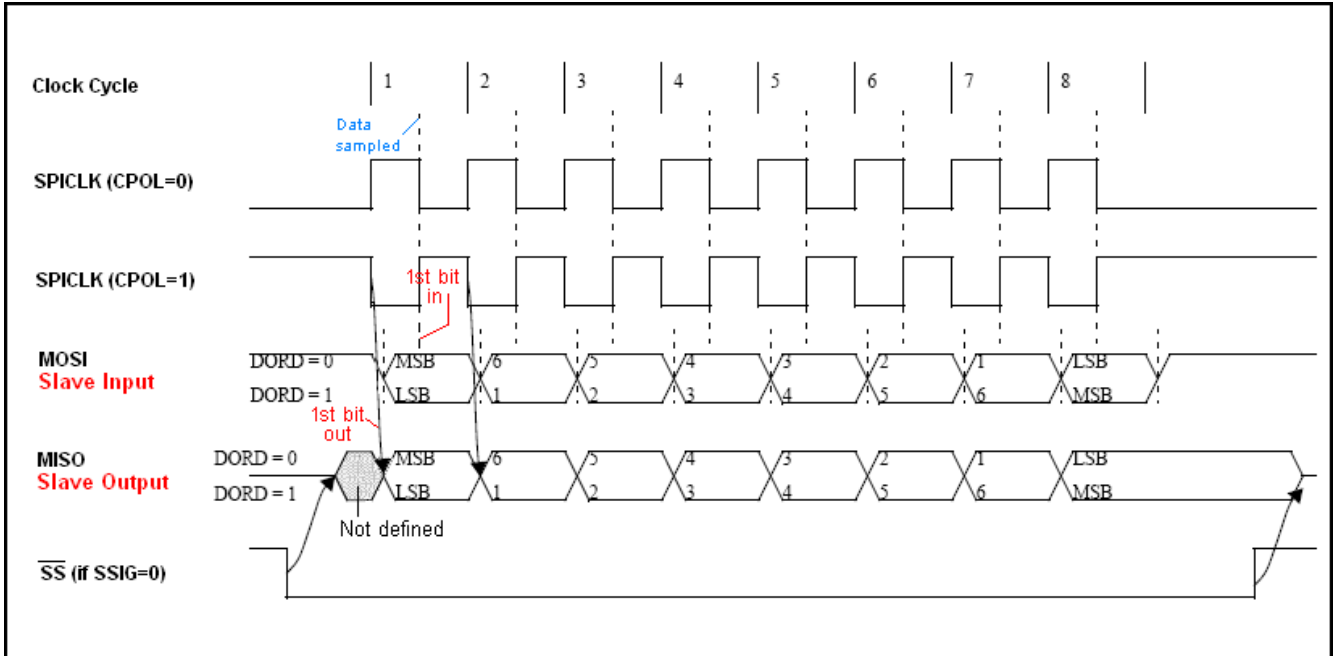 Clock Cycle 1 2 3 4 5 6 7 8
Data
sampled
SPICLK (CPOL=0)
SPICLK (CPOL=1)
1st bit
in
MOSI DORD = 0 MSB 6 5 4 3 2 1 LSB
Slave Input
DORD = 1 LSB 1 2 3 4 5 6 MSB
1st bit
out
MISO DORD = 0 MSB 6 5 4 3 2 1 LSB
Slave Output
DORD = 1 LSB 1 2 3 4 5 6 MSB
Not defined
SS (if SSIG=0)